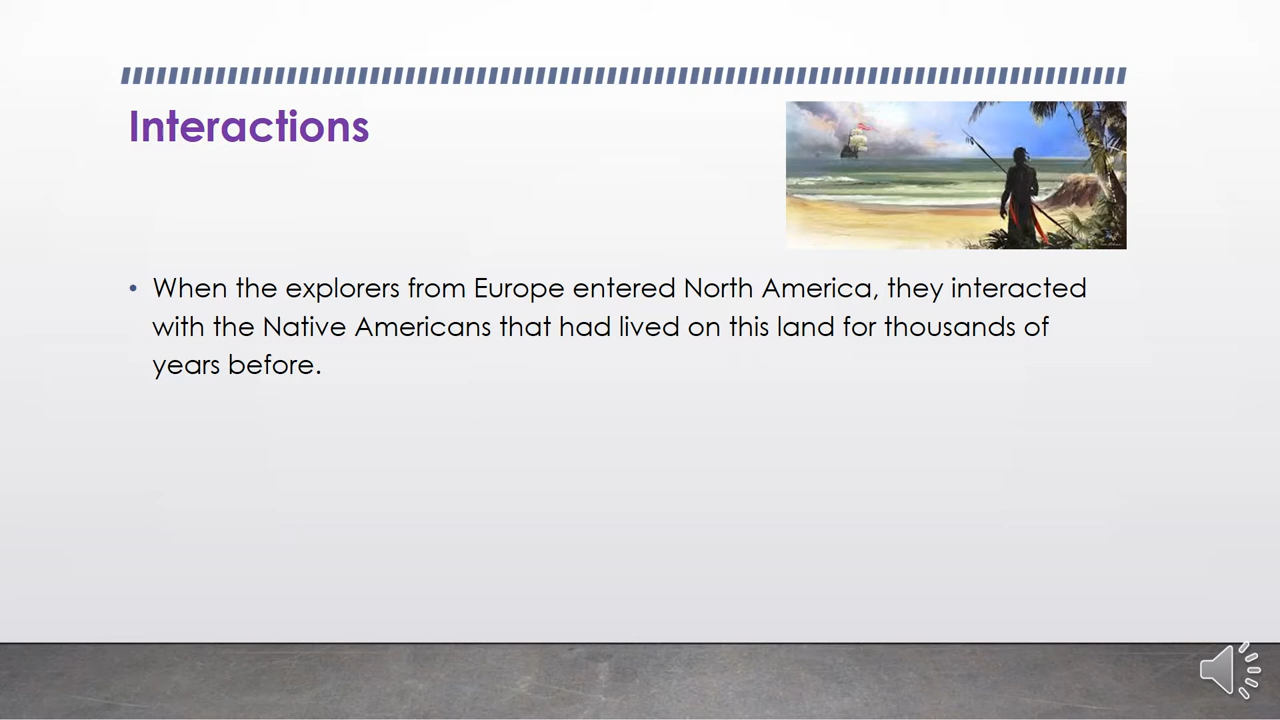 Interactions
• When the explorers from Europe entered North America, they interacted
with the Native Americans that had lived on this land for thousands of
years before.